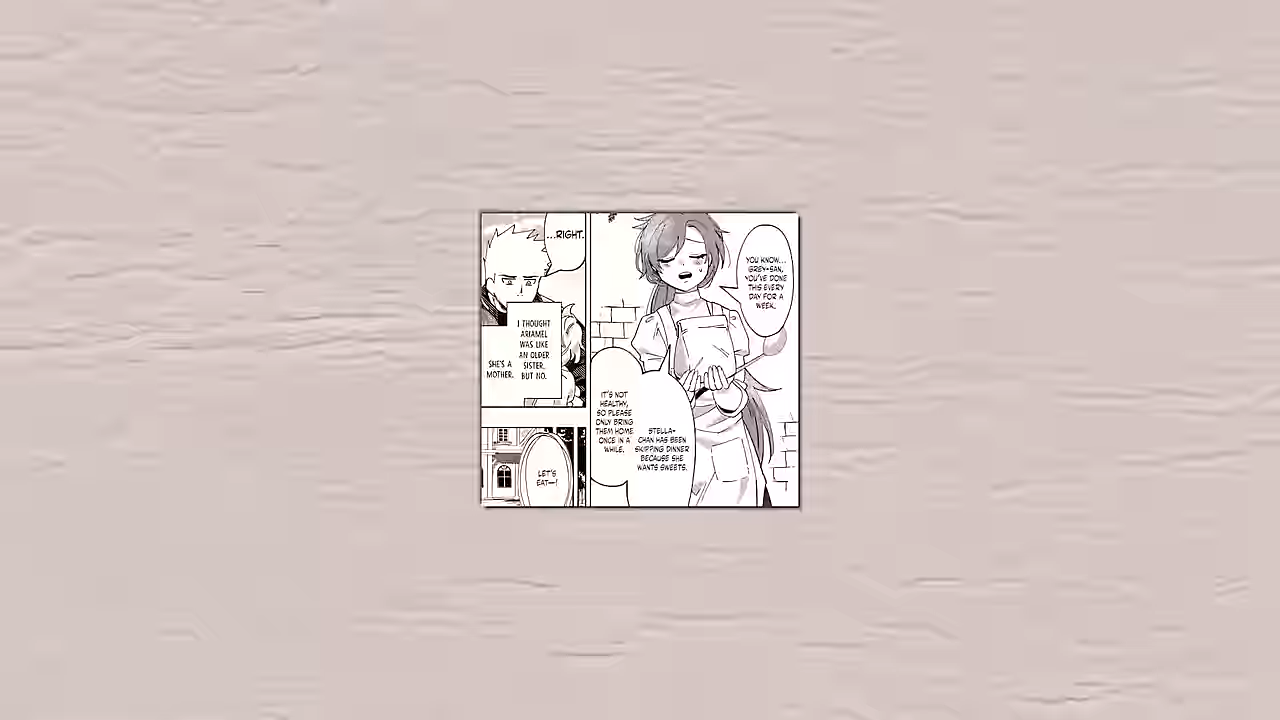 YOU KNOW...
GREY-SAN,
YOU'VE DONE
THIS EVERY
DAY FOR A
WEEK.
STELLA-
CHAN HAS BEEN
SKIPPING DINNER
BECAUSE SHE
WANTS SWEETS.
IT'S NOT
HEALTHY,
SO PLEASE
ONLY BRING
THEM HOME
ONCE IN A
WHILE.
...RIGHT.
I THOUGHT
ARIAMEL
WAS LIKE
AN OLDER
SISTER.
BUT NO.
SHE'S A
MOTHER.
LET'S
EAT—!